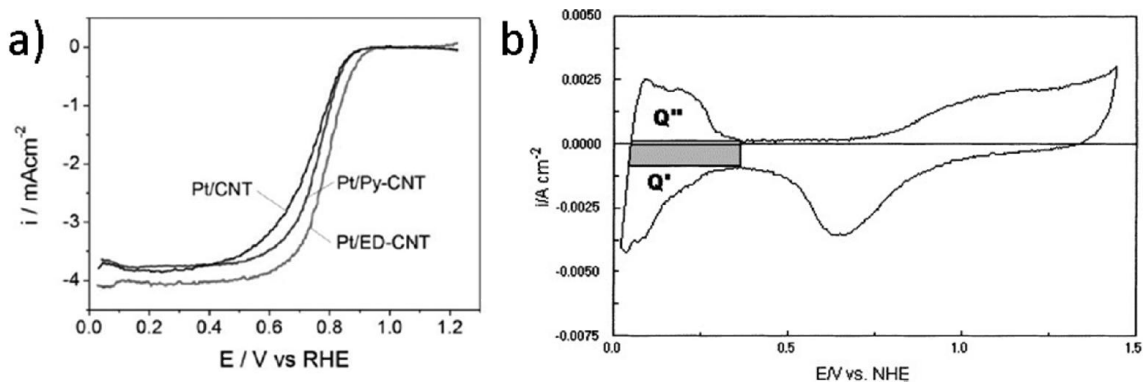 a)
0
-1
-2
-3
-4
i / mAcm-2
Pt/CNT
Pt/Py-CNT
Pt/ED-CNT
0.0 0.2 0.4 0.6 0.8 1.0 1.2
E / V vs RHE
b)
0.0050
0.0025
0.0000
-0.0025
-0.0050
-0.0075
i/A cm-2
Q"
Q'
0.0 0.5 1.0 1.5
E/V vs. NHE